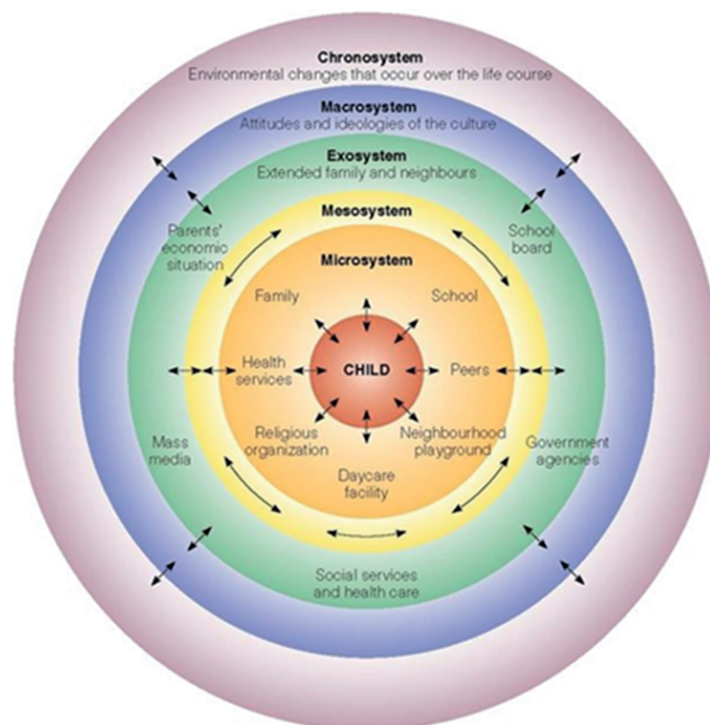 Chronosystem
Environmental changes that occur over the life course
Macrosystem
Attitudes and ideologies of the culture
Exosystem
Extended family and neighbours
Mesosystem
Parents'
economic
situation
School
board
Microsystem
Family
School
Health
services
CHILD
Peers
Religious
organization
Neighbourhood
playground
Mass
media
Government
agencies
Daycare
facility
Social services
and health care